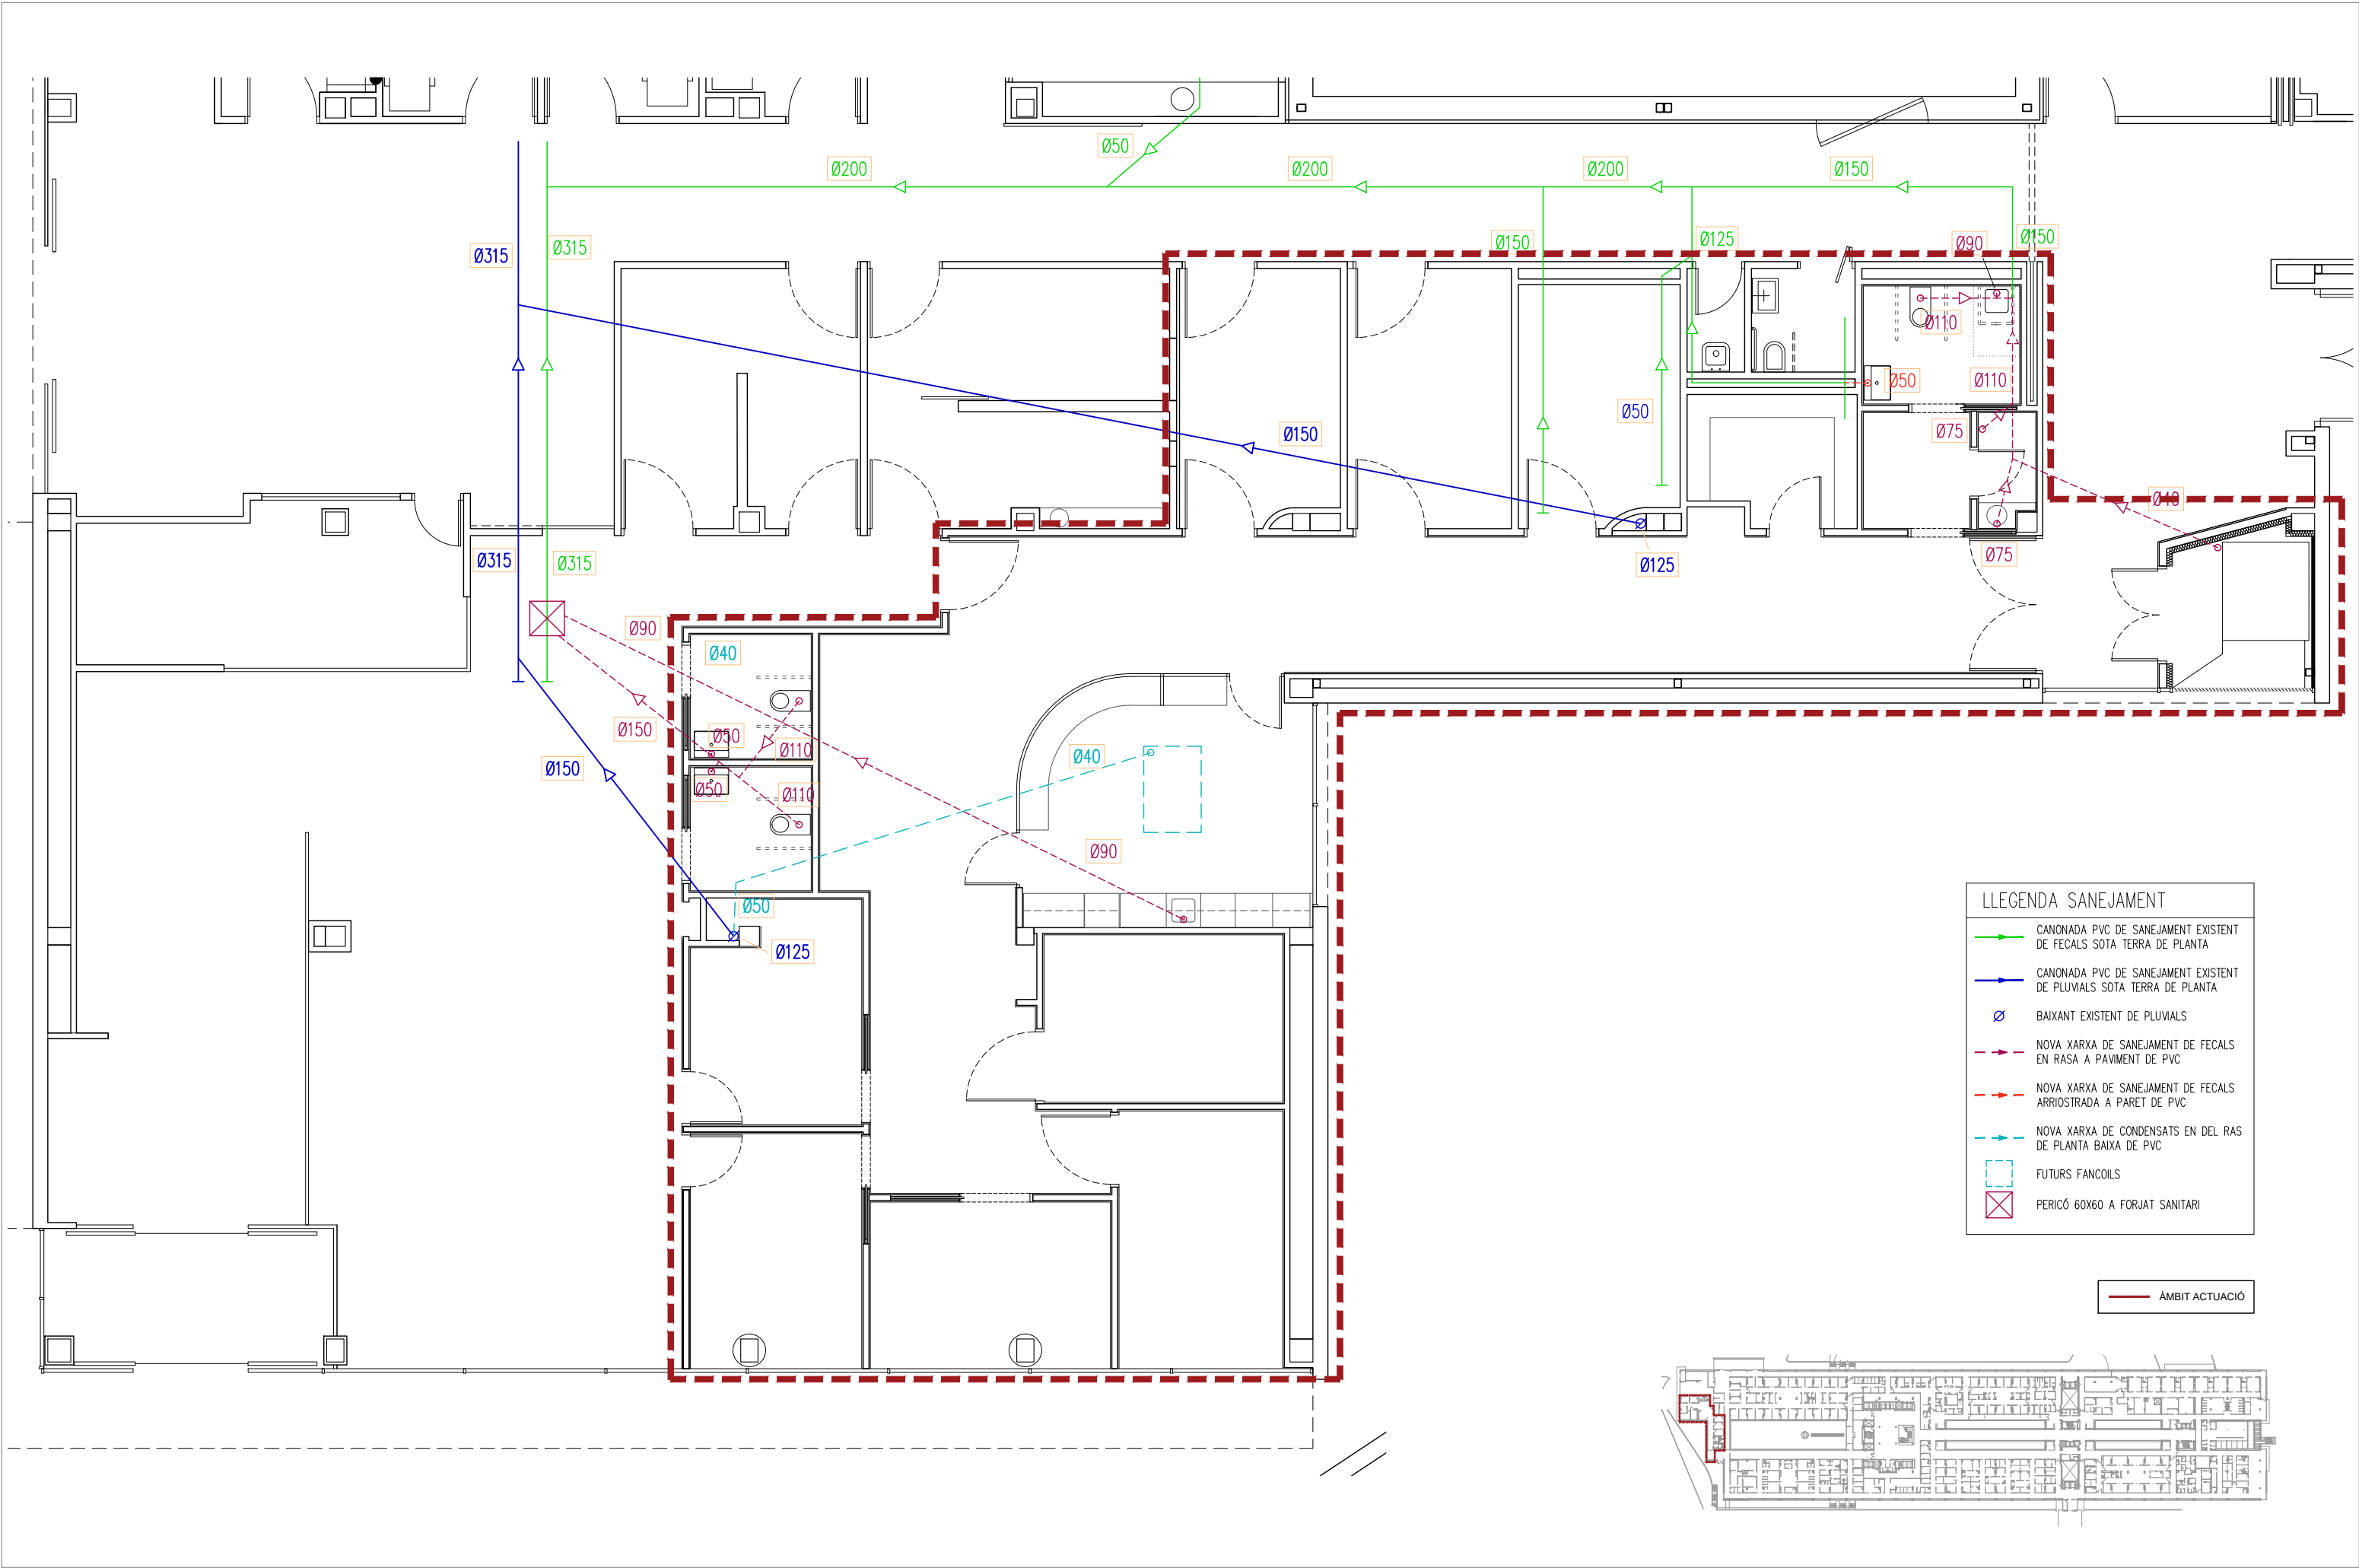 Ø50
Ø200
Ø200
Ø200
Ø150
Ø315
Ø315
Ø150
Ø125
Ø90
Ø150
Ø110
Ø50
Ø110
Ø50
Ø150
Ø75
Ø40
Ø315
Ø315
Ø125
Ø75
Ø90
Ø40
Ø150
Ø50
Ø110
Ø40
Ø150
Ø50
Ø110
Ø90
Ø50
Ø125
LLEGENDA SANEJAMENT
CANONADA PVC DE SANEJAMENT EXISTENT
DE FECALS SOTA TERRA DE PLANTA
CANONADA PVC DE SANEJAMENT EXISTENT
DE PLUVIALS SOTA TERRA DE PLANTA
BAIXANT EXISTENT DE PLUVIALS
NOVA XARXA DE SANEJAMENT DE FECALS
EN RASA A PAVIMENT DE PVC
NOVA XARXA DE SANEJAMENT DE FECALS
ARRIOSTRADA A PARET DE PVC
NOVA XARXA DE CONDENSATS EN DEL RAS
DE PLANTA BAIXA DE PVC
FUTURS FANCOILS
PERICÓ 60X60 A FORJAT SANITARI
ÀMBIT ACTUACIÓ